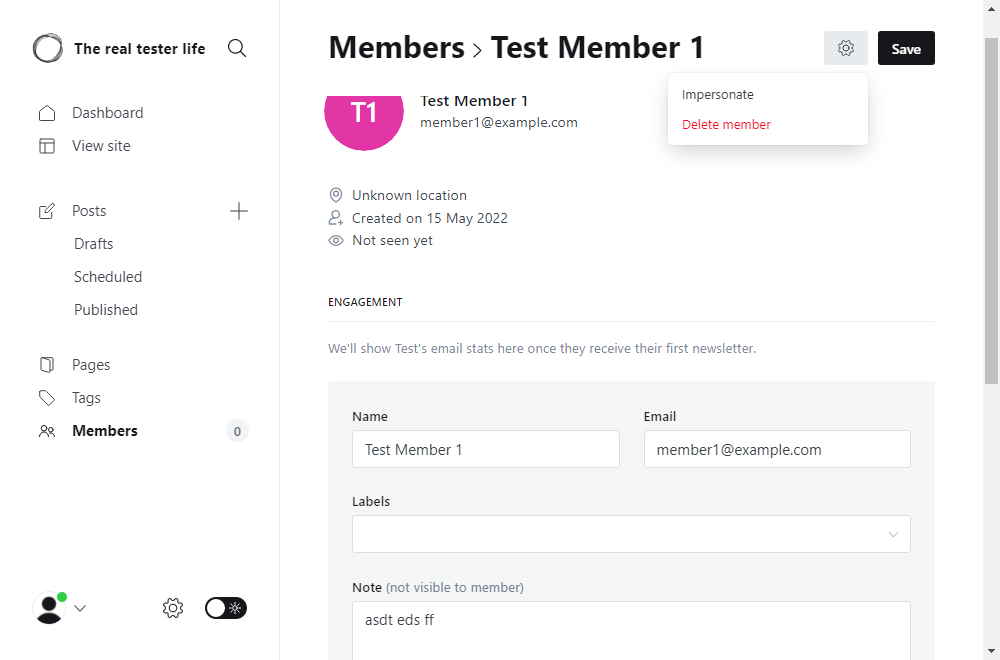 The real tester life
Dashboard
View site
Posts
Drafts
Scheduled
Published
Pages
Tags
Members 0
Members > Test Member 1
Save
Impersonate
Delete member
T1
Test Member 1
member1@example.com
Unknown location
Created on 15 May 2022
Not seen yet
ENGAGEMENT
We'll show Test's email stats here once they receive their first newsletter.
Name Email
Test Member 1 member1@example.com
Labels
Note (not visible to member)
asdt eds ff